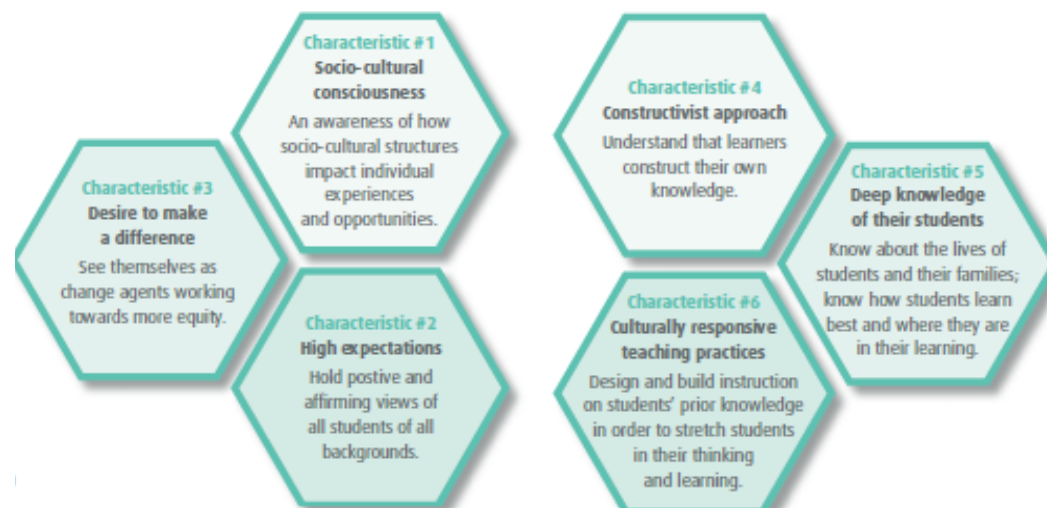 Characteristic #1
Socio-cultural
consciousness
An awareness of how
socio-cultural structures
impact individual
experiences
and opportunities.
Characteristic #2
High expectations
Hold postive and
affirming views of
all students of all
backgrounds.
Characteristic #3
Desire to make
a difference
See themselves as
change agents working
towards more equity.
Characteristic #4
Constructivist approach
Understand that learners
construct their own
knowledge.
Characteristic #5
Deep knowledge
of their students
Know about the lives of
students and their families;
know how students learn
best and where they are
in their learning.
Characteristic #6
Culturally responsive
teaching practices
Design and build instruction
on students' prior knowledge
in order to stretch students
in their thinking
and learning.